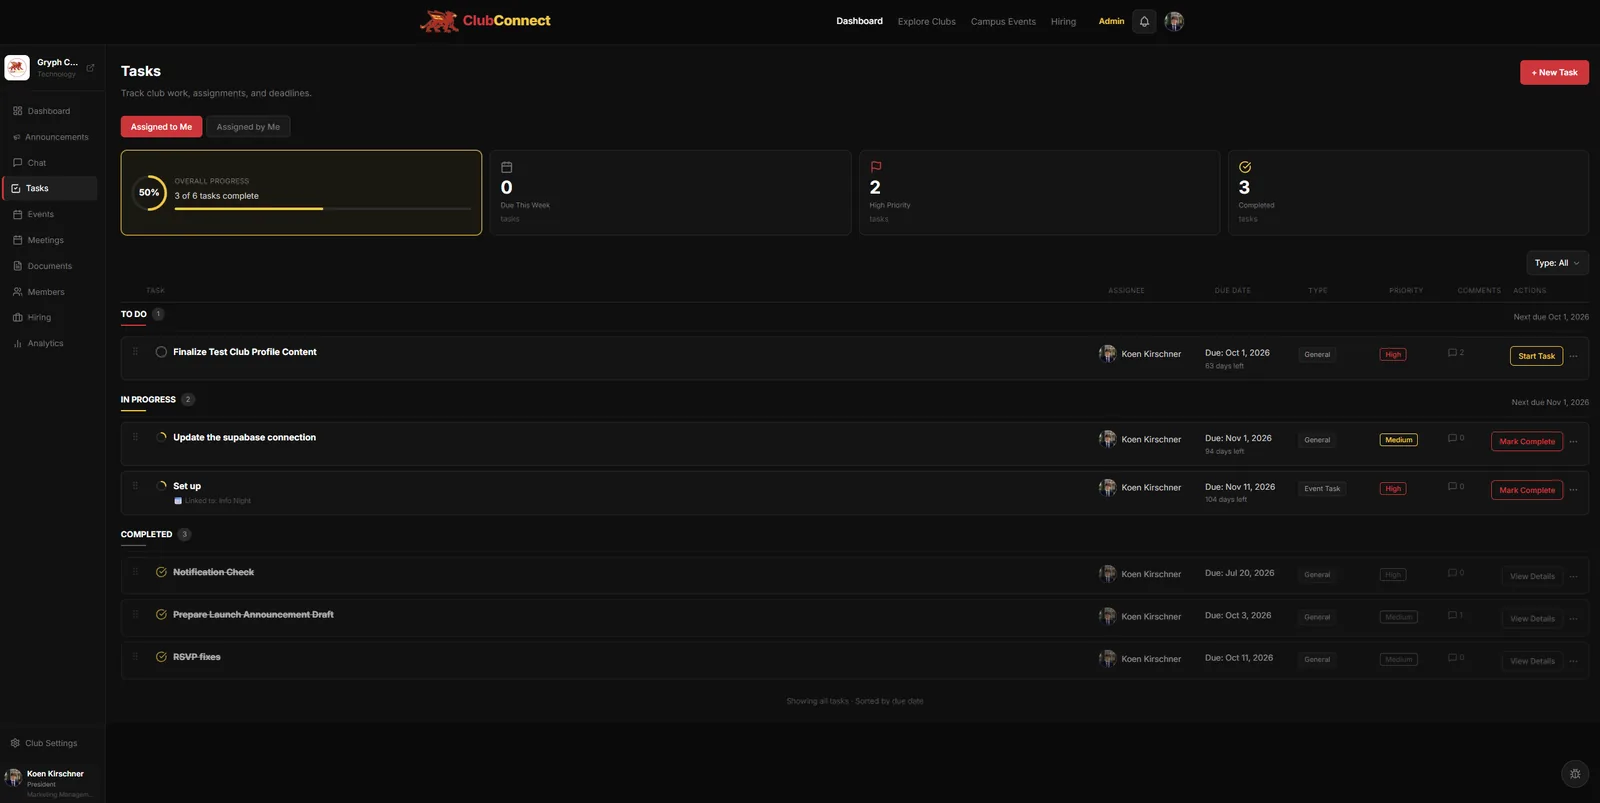 ClubConnect
Dashboard Explore Clubs Campus Events Hiring Admin
Gryph C...
Technology
Dashboard
Announcements
Chat
Tasks
Events
Meetings
Documents
Members
Hiring
Analytics
Club Settings
Koen Kirschner
President
Marketing Managem...
Tasks
Track club work, assignments, and deadlines.
+ New Task
Assigned to Me Assigned by Me
50%
OVERALL PROGRESS
3 of 6 tasks complete
0
Due This Week
tasks
2
High Priority
tasks
3
Completed
tasks
Type: All
TASK ASSIGNEE DUE DATE TYPE PRIORITY COMMENTS ACTIONS
TO DO 1 Next due Oct 1, 2026
Finalize Test Club Profile Content Koen Kirschner Due: Oct 1, 2026 General High 2 Start Task ...
63 days left
IN PROGRESS 2 Next due Nov 1, 2026
Update the supabase connection Koen Kirschner Due: Nov 1, 2026 General Medium 0 Mark Complete ...
94 days left
Set up Koen Kirschner Due: Nov 11, 2026 Event Task High 0 Mark Complete ...
Linked to: Info Night 104 days left
COMPLETED 3
Notification Check Koen Kirschner Due: Jul 20, 2026 General High 0 View Details ...
Prepare Launch Announcement Draft Koen Kirschner Due: Oct 3, 2026 General Medium 1 View Details ...
RSVP fixes Koen Kirschner Due: Oct 11, 2026 General Medium 0 View Details ...
Showing all tasks · Sorted by due date